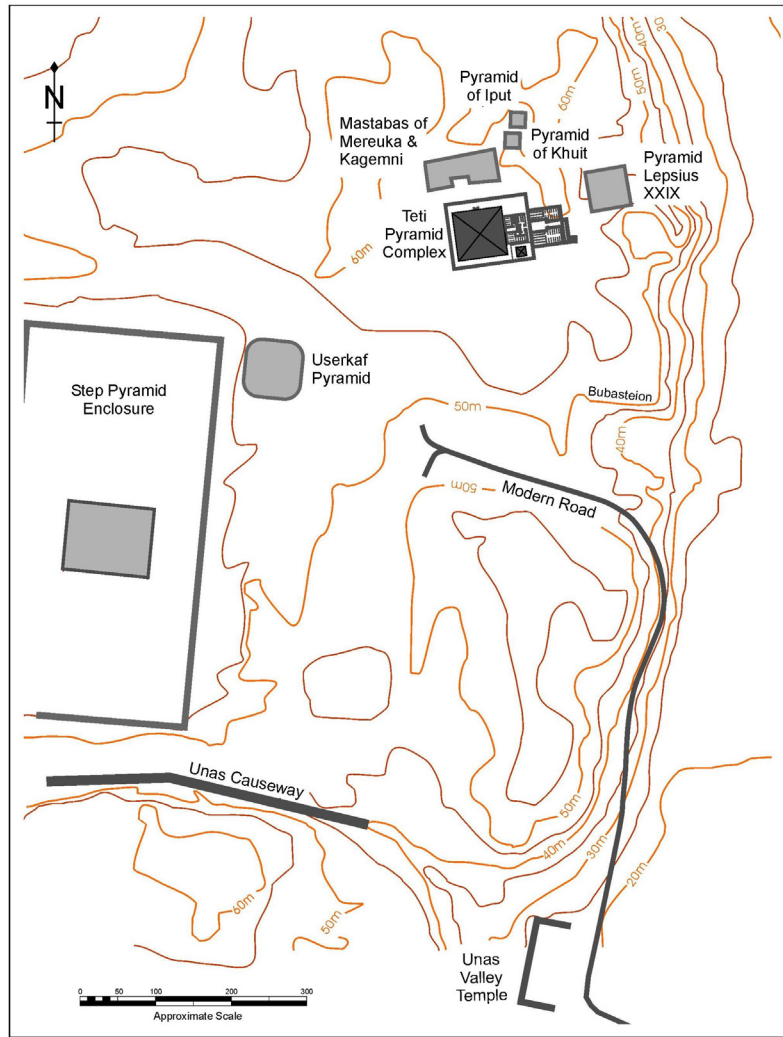 N
Pyramid
of Iput
Mastabas of
Mereuka &
Kagemni
Pyramid
of Khuit
Pyramid
Lepsius
XXIX
Teti
Pyramid
Complex
30m
40m
50m
60m
60m
Userkaf
Pyramid
Step Pyramid
Enclosure
Bubasteion
50m
40m
50m
Modern Road
Unas Causeway
50m
40m
30m
20m
60m
50m
Unas
Valley
Temple
0 50 100 200 300
Approximate Scale